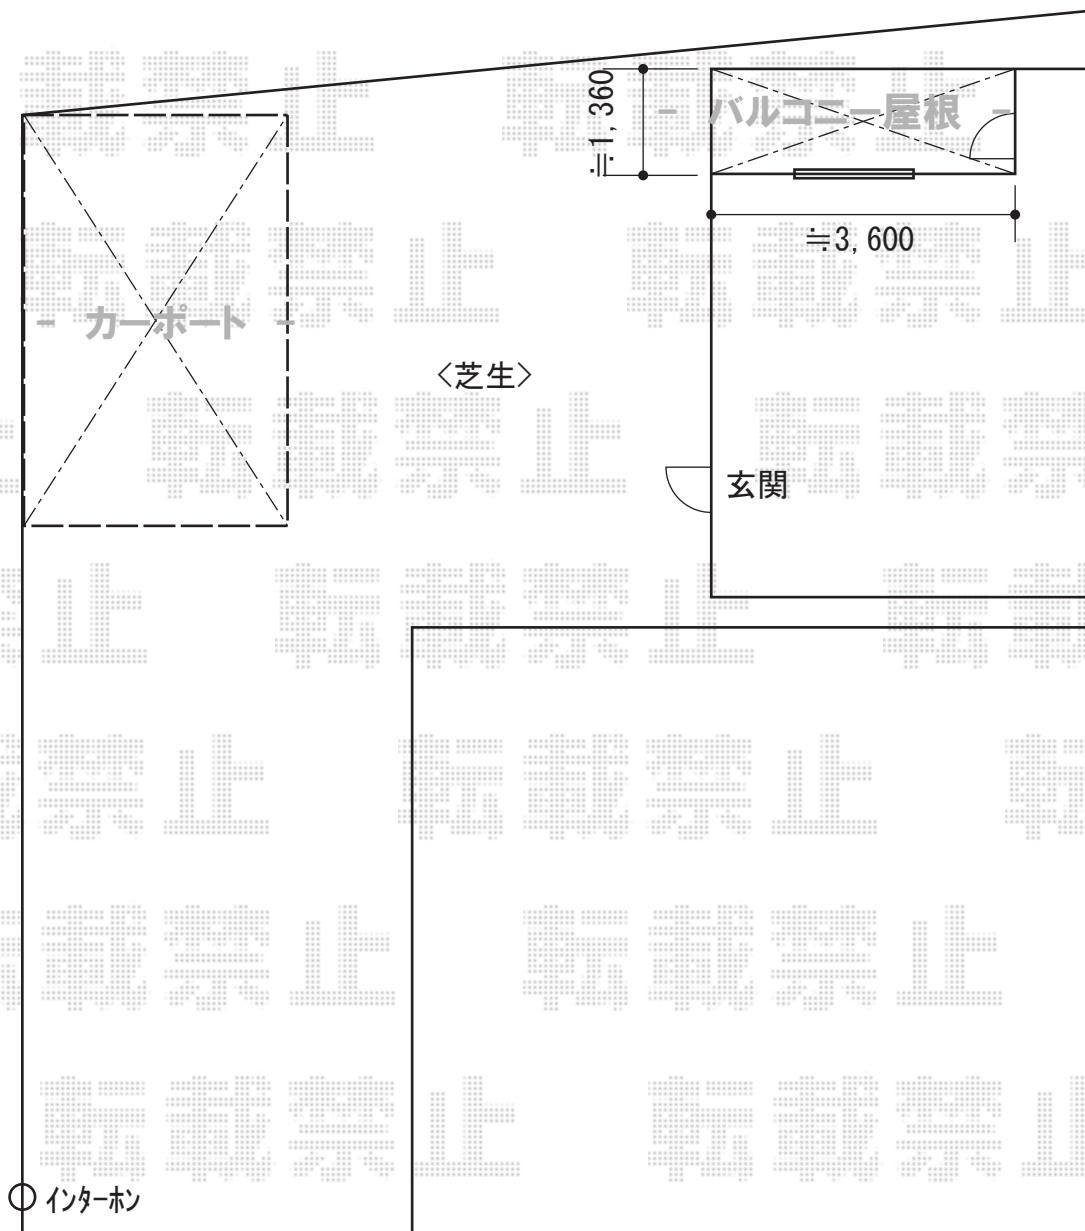 ≒1,360
- バルコニー屋根 -
≒3,600
- カーポート -
<芝生>
玄関
インターホン
転載禁止